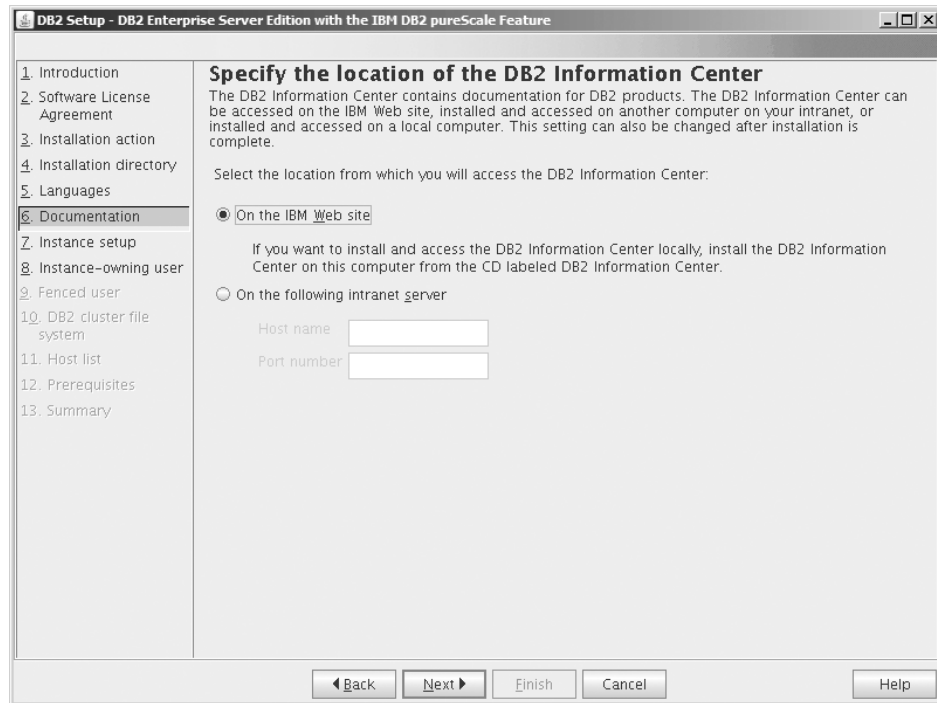 DB2 Setup - DB2 Enterprise Server Edition with the IBM DB2 pureScale Feature
1. Introduction
2. Software License
Agreement
3. Installation action
4. Installation directory
5. Languages
6. Documentation
7. Instance setup
8. Instance-owning user
9. Fenced user
10. DB2 cluster file
system
11. Host list
12. Prerequisites
13. Summary
Specify the location of the DB2 Information Center
The DB2 Information Center contains documentation for DB2 products. The DB2 Information Center can
be accessed on the IBM Web site, installed and accessed on another computer on your intranet, or
installed and accessed on a local computer. This setting can also be changed after installation is
complete.
Select the location from which you will access the DB2 Information Center:
On the IBM Web site
If you want to install and access the DB2 Information Center locally, install the DB2 Information
Center on this computer from the CD labeled DB2 Information Center.
On the following intranet server
Host name
Port number
Back Next Finish Cancel Help